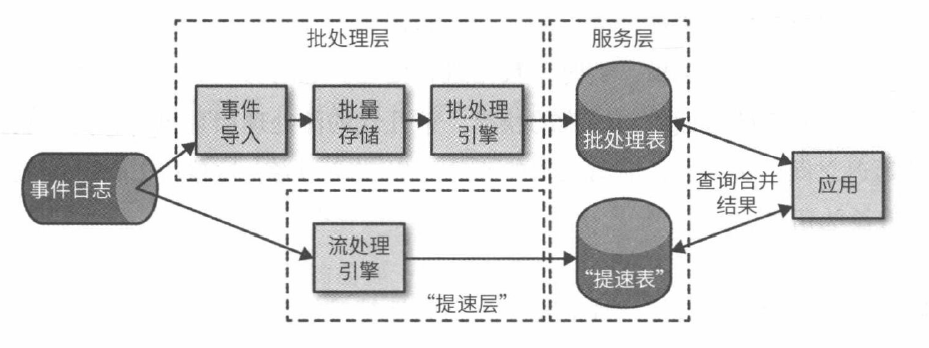 批处理层
服务层
事件
导入
批量
存储
批处理
引擎
批处理表
事件日志
查询合并
结果
应用
流处理
引擎
“提速表”
“提速层”